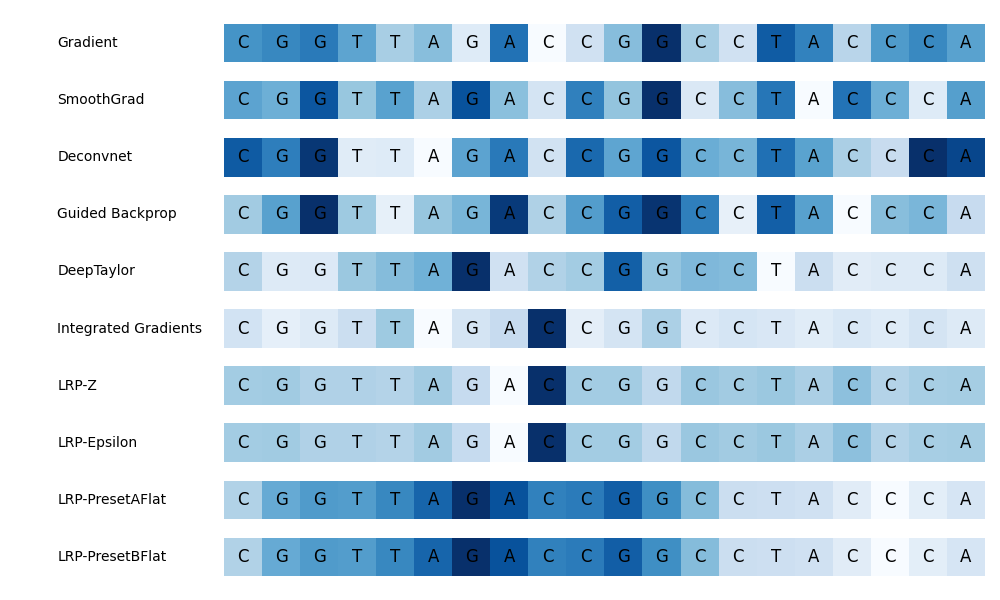 Gradient C G G T T A G A C C G G C C T A C C C A
SmoothGrad C G G T T A G A C C G G C C T A C C C A
Deconvnet C G G T T A G A C C G G C C T A C C C A
Guided Backprop C G G T T A G A C C G G C C T A C C C A
DeepTaylor C G G T T A G A C C G G C C T A C C C A
Integrated Gradients C G G T T A G A C C G G C C T A C C C A
LRP-Z C G G T T A G A C C G G C C T A C C C A
LRP-Epsilon C G G T T A G A C C G G C C T A C C C A
LRP-PresetAFlat C G G T T A G A C C G G C C T A C C C A
LRP-PresetBFlat C G G T T A G A C C G G C C T A C C C A